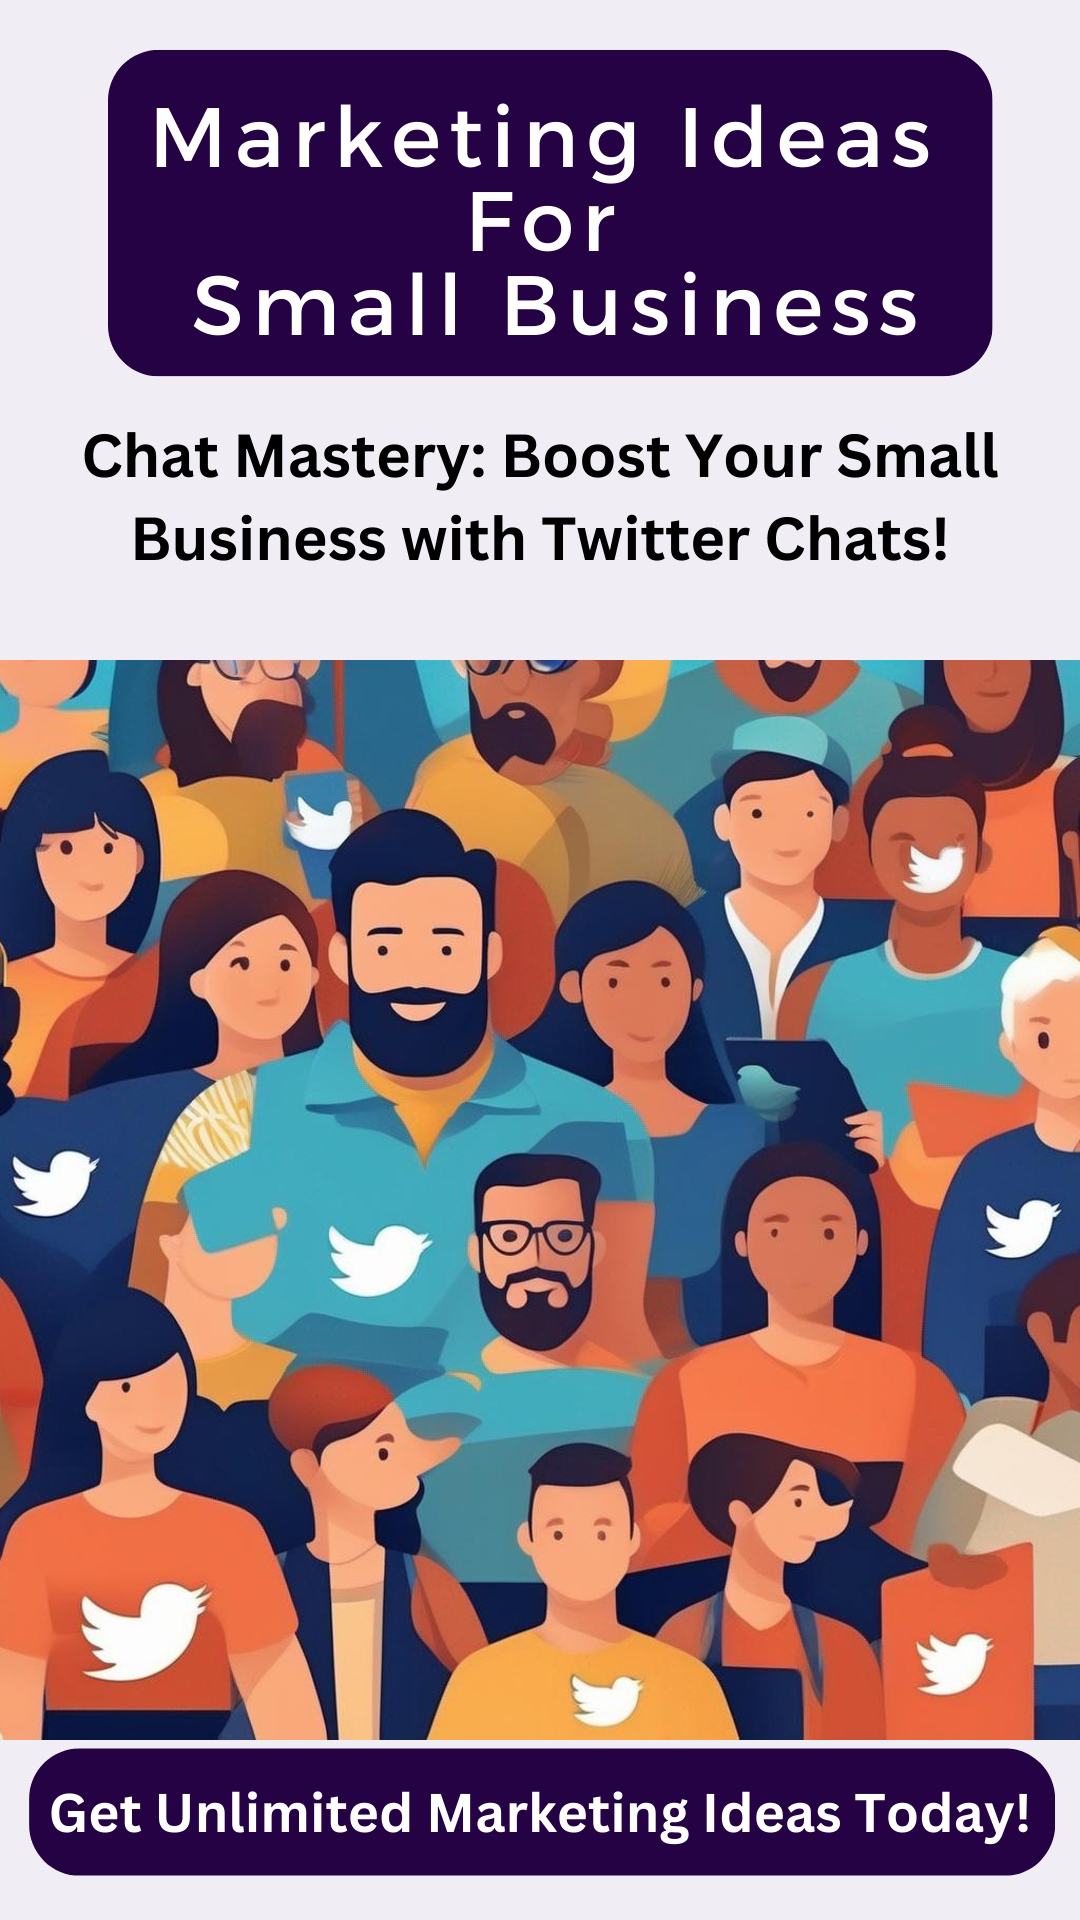 Marketing Ideas
For
Small Business
Chat Mastery: Boost Your Small
Business with Twitter Chats!
Get Unlimited Marketing Ideas Today!